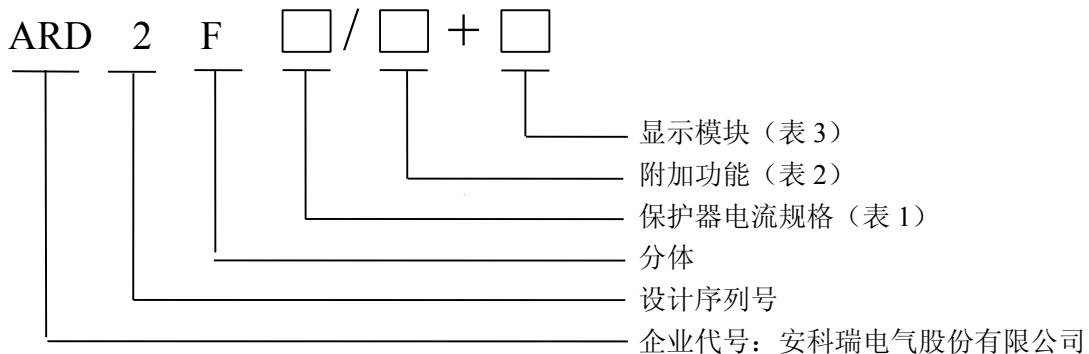 ARD 2 F □ / □ + □
显示模块（表 3）
附加功能（表 2）
保护器电流规格（表 1）
分体
设计序列号
企业代号：安科瑞电气股份有限公司